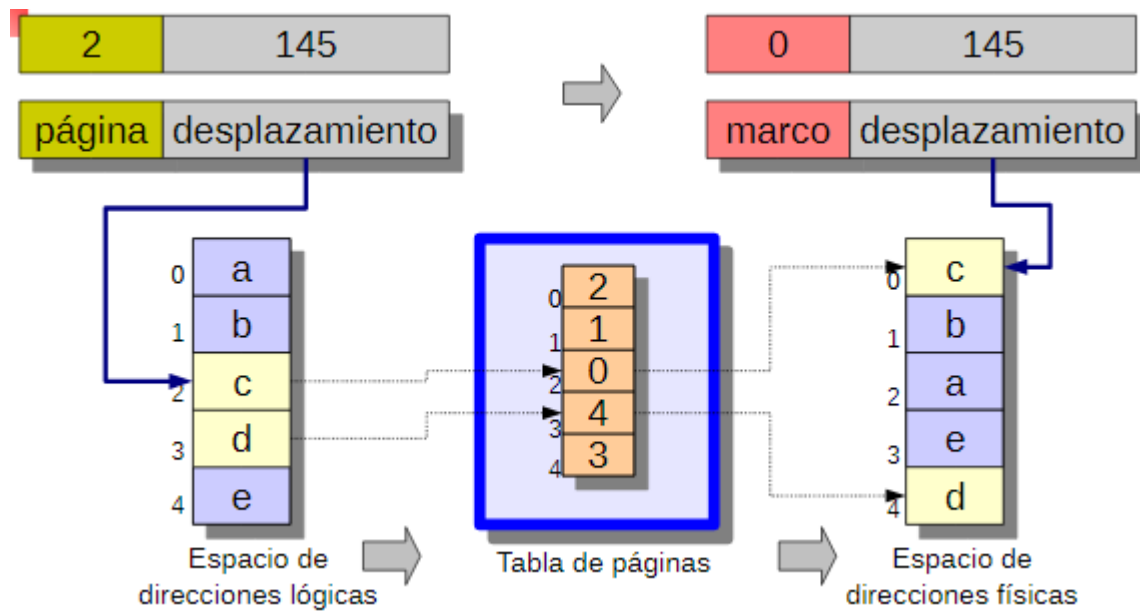 2 145
página desplazamiento
0 145
marco desplazamiento
0 a
1 b
2 c
3 d
4 e
Espacio de
direcciones lógicas
0 2
1 1
2 0
3 4
4 3
Tabla de páginas
0 c
1 b
2 a
3 e
4 d
Espacio de
direcciones físicas